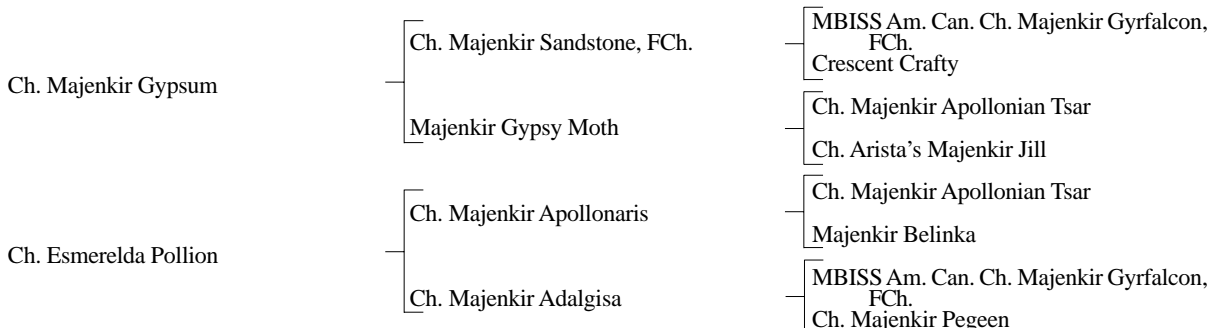 MBISS Am. Can. Ch. Majenkir Gyrfalcon,
FCh.
Ch. Majenkir Sandstone, FCh.
Crescent Crafty
Ch. Majenkir Gypsum
Ch. Majenkir Apollonian Tsar
Majenkir Gypsy Moth
Ch. Arista's Majenkir Jill
Ch. Majenkir Apollonian Tsar
Ch. Majenkir Apollonaris
Majenkir Belinka
Ch. Esmerelda Pollion
MBISS Am. Can. Ch. Majenkir Gyrfalcon,
FCh.
Ch. Majenkir Adalgisa
Ch. Majenkir Pegeen